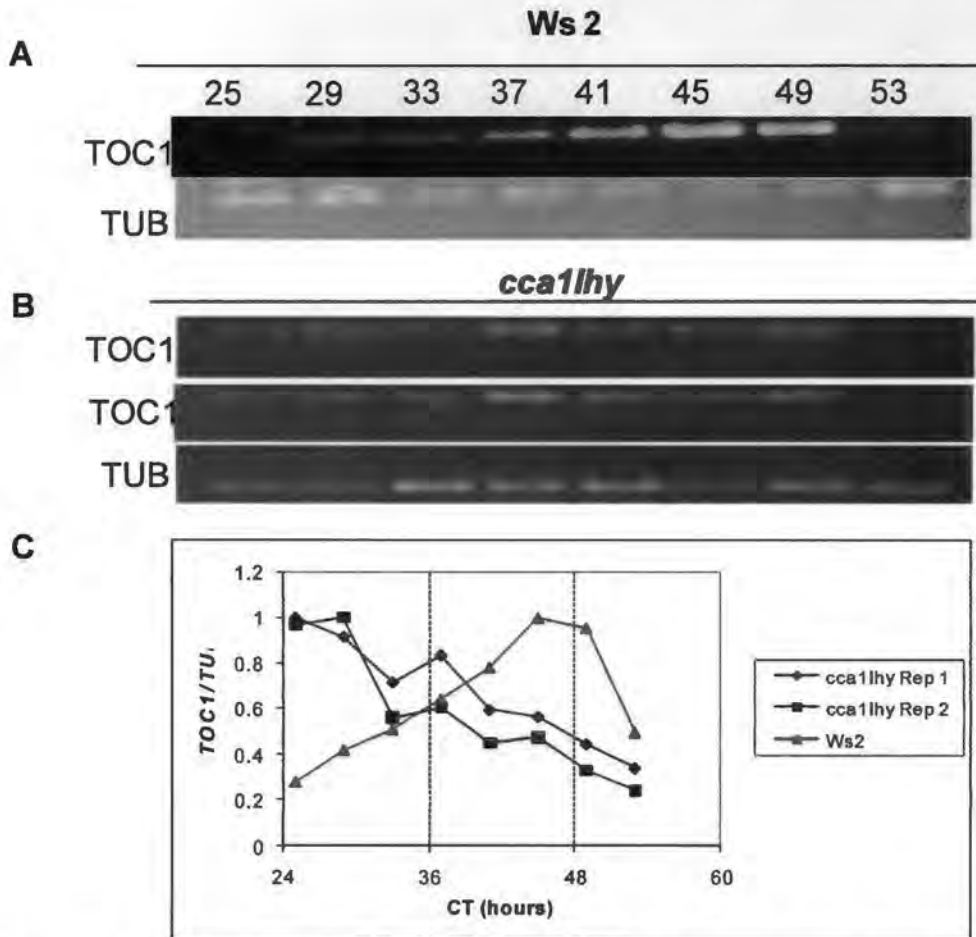 Ws 2
A
25 29 33 37 41 45 49 53
TOC1
TUB
cca1lhy
B
TOC1
TOC1
TUB
C
1.2
1
0.8
0.6
0.4
0.2
0
TOC1/TU
24 36 48 60
CT (hours)
cca1lhy Rep 1
cca1lhy Rep 2
Ws2